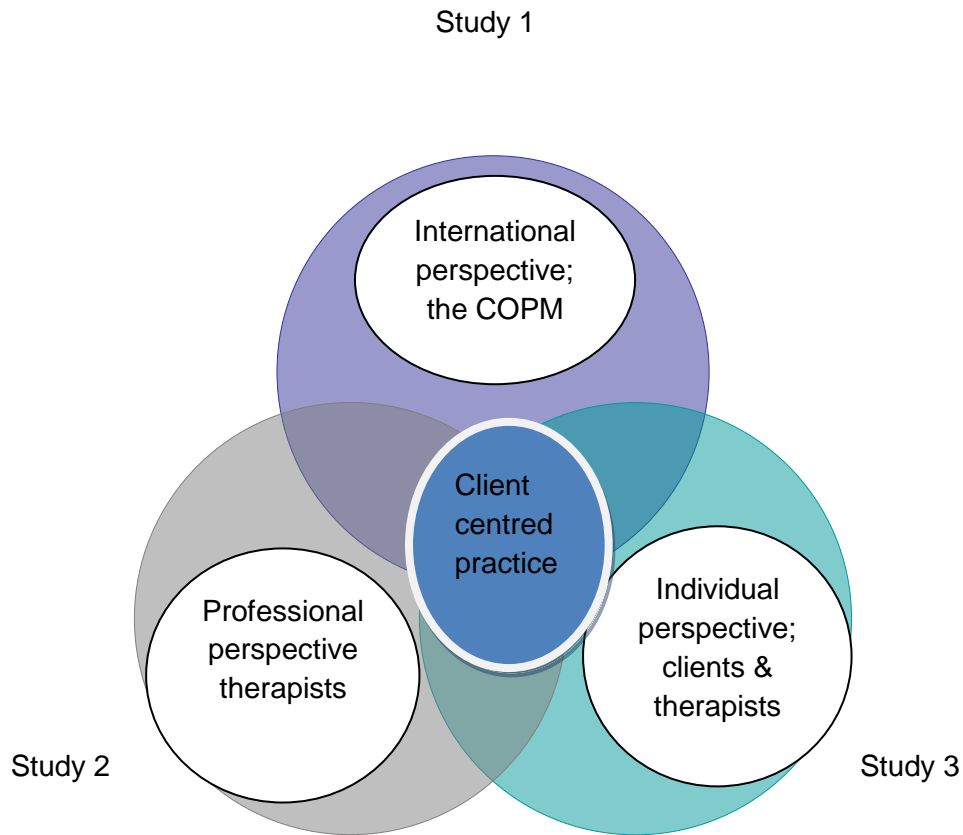 Study 1
International
perspective;
the COPM
Client
centred
practice
Professional
perspective
therapists
Individual
perspective;
clients &
therapists
Study 2
Study 3